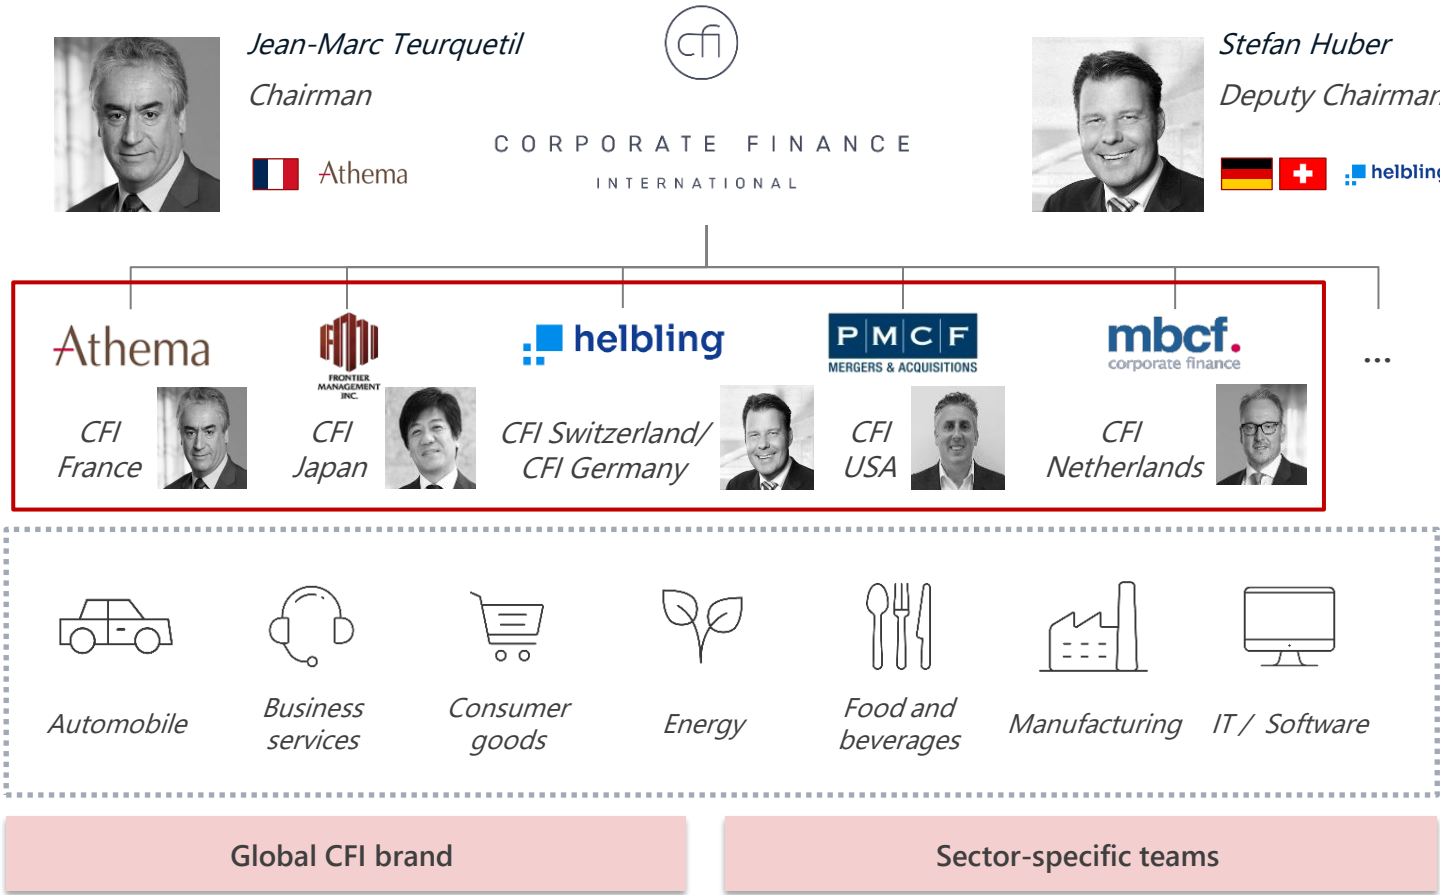 Jean-Marc Teurquetil
Chairman
Athema
cfi
CORPORATE FINANCE
INTERNATIONAL
Stefan Huber
Deputy Chairman
helbling
Athema
CFI
France
FMI
FRONTIER
MANAGEMENT
INC.
CFI
Japan
helbling
CFI Switzerland/
CFI Germany
P|M|C|F
MERGERS & ACQUISITIONS
CFI
USA
mbcf.
corporate finance
CFI
Netherlands
...
Automobile
Business
services
Consumer
goods
Energy
Food and
beverages
Manufacturing
IT / Software
Global CFI brand
Sector-specific teams